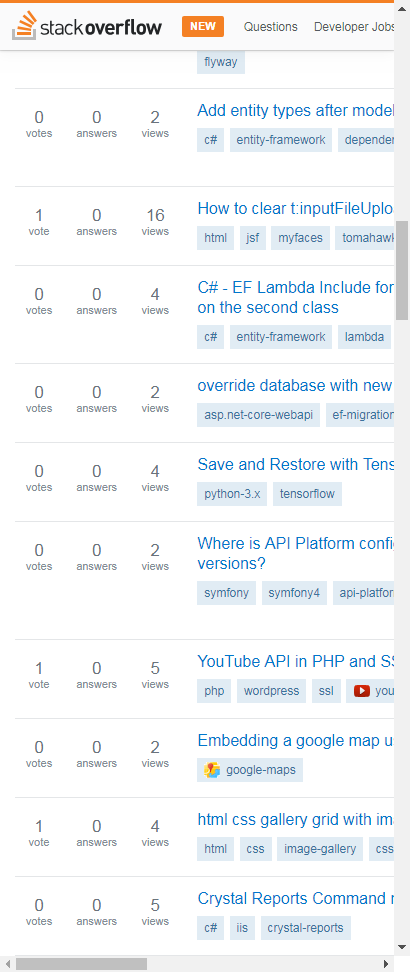 stackoverflow NEW Questions Developer Jobs
flyway
0 0 2 Add entity types after model
votes answers views
c# entity-framework
1 0 16 How to clear t:inputFileUplo
vote answers views
html jsf myfaces tomahawk
0 0 4 C# - EF Lambda Include for
votes answers views on the second class
c# entity-framework lambda
0 0 2 override database with new
votes answers views
asp.net-core-webapi ef-migration
0 0 4 Save and Restore with Tens
votes answers views
python-3.x tensorflow
0 0 2 Where is API Platform confi
votes answers views versions?
symfony symfony4 api-platfor
1 0 5 YouTube API in PHP and SS
vote answers views
php wordpress ssl you
0 0 2 Embedding a google map u
votes answers views
google-maps
1 0 4 html css gallery grid with im
vote answers views
html css image-gallery css
0 0 5 Crystal Reports Command
votes answers views
c# iis crystal-reports